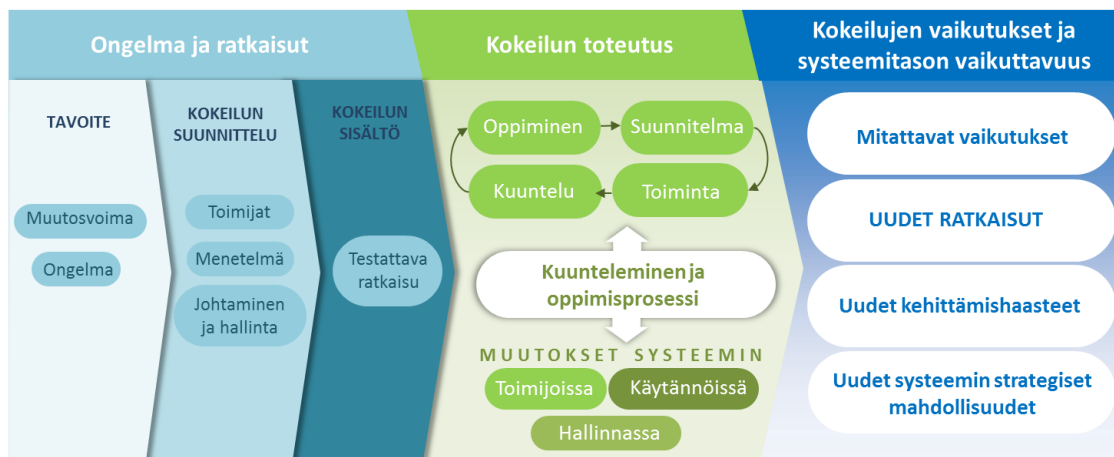 Ongelma ja ratkaisut
Kokeilun toteutus
Kokeilujen vaikutukset ja
systeemitason vaikuttavuus
TAVOITE
Muutosvoima
Ongelma
KOKEILUN
SUUNNITTELU
Toimijat
Menetelmä
Johtaminen
ja hallinta
KOKEILUN
SISÄLTÖ
Testattava
ratkaisu
Oppiminen
Suunnitelma
Kuuntelu
Toiminta
Kuunteleminen ja
oppimisprosessi
MUUTOKSET SYSTEEMIN
Toimijoissa
Käytännöissä
Hallinnassa
Mitattavat vaikutukset
UUDET RATKAISUT
Uudet kehittämishaasteet
Uudet systeemin strategiset
mahdollisuudet